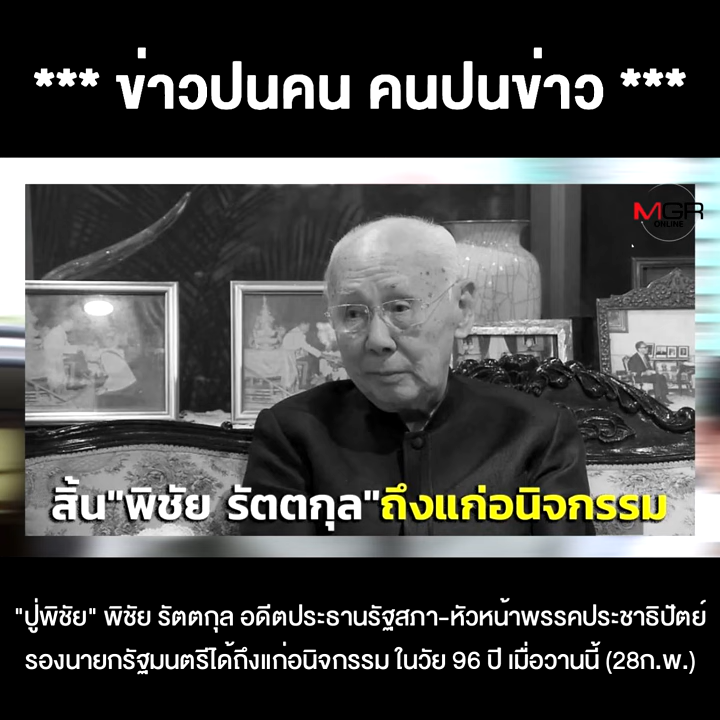 *** ข่าวปนคน คนปนข่าว ***
MGR
ONLINE
สิ้น"พิชัย รัตตกุล"ถึงแก่อนิจกรรม
"ปู่พิชัย" พิชัย รัตตกุล อดีตประธานรัฐสภา-หัวหน้าพรรคประชาธิปัตย์
รองนายกรัฐมนตรีได้ถึงแก่อนิจกรรม ในวัย 96 ปี เมื่อวานนี้ (28ก.พ.)